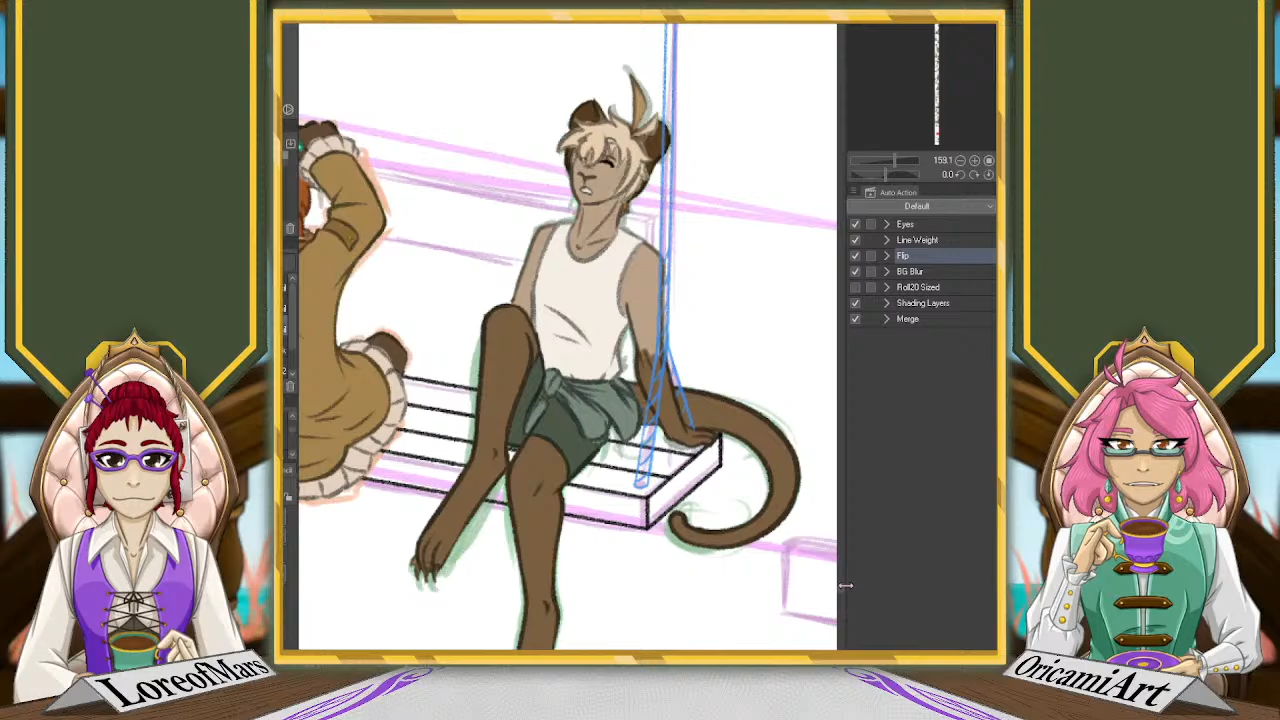 159.1
0.0
Auto Action
Default
Eyes
Line Weight
Flip
BG Blur
Roll20 Sized
Shading Layers
Merge
LoreofMars
OricamiArt